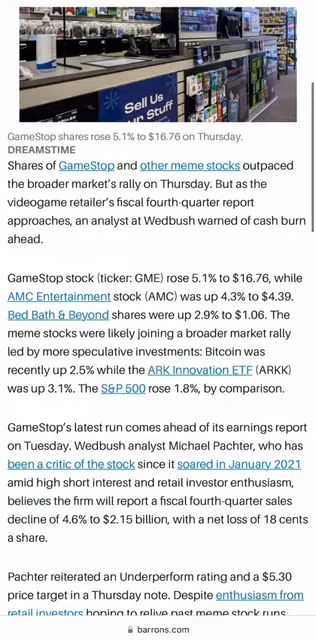 Sell Us
Your Stuff
GameStop shares rose 5.1% to $16.76 on Thursday.
DREAMSTIME
Shares of GameStop and other meme stocks outpaced
the broader market's rally on Thursday. But as the
videogame retailer's fiscal fourth-quarter report
approaches, an analyst at Wedbush warned of cash burn
ahead.
GameStop stock (ticker: GME) rose 5.1% to $16.76, while
AMC Entertainment stock (AMC) was up 4.3% to $4.39.
Bed Bath & Beyond shares were up 2.9% to $1.06. The
meme stocks were likely joining a broader market rally
led by more speculative investments: Bitcoin was
recently up 2.5% while the ARK Innovation ETF (ARKK)
was up 3.1%. The S&P 500 rose 1.8%, by comparison.
GameStop's latest run comes ahead of its earnings report
on Tuesday. Wedbush analyst Michael Pachter, who has
been a critic of the stock since it soared in January 2021
amid high short interest and retail investor enthusiasm,
believes the firm will report a fiscal fourth-quarter sales
decline of 4.6% to $2.15 billion, with a net loss of 18 cents
a share.
Pachter reiterated an Underperform rating and a $5.30
price target in a Thursday note. Despite enthusiasm from
retail investors hoping to relive past meme stock runs
barrons.com